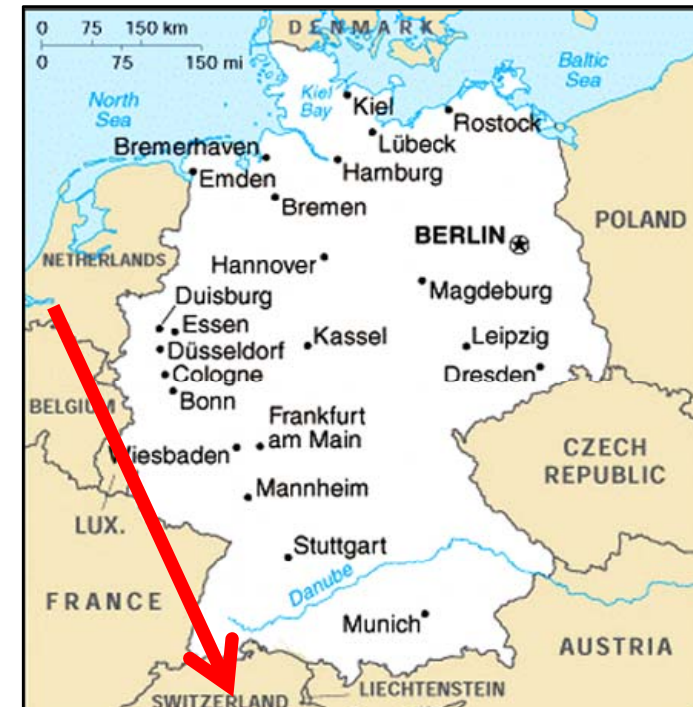 0 75 150 km
0 75 150 mi
DENMARK
North
Sea
Kiel
Bay
Baltic
Sea
Kiel
Rostock
Lübeck
Bremerhaven
Hamburg
Emden
Bremen
POLAND
BERLIN
NETHERLANDS
Hannover
Magdeburg
Duisburg
Essen
Kassel
Leipzig
Düsseldorf
Cologne
Dresden
BELGIUM
Bonn
Frankfurt
am Main
Wiesbaden
CZECH
REPUBLIC
Mannheim
LUX.
Stuttgart
Danube
FRANCE
Munich
AUSTRIA
LIECHTENSTEIN
SWITZERLAND